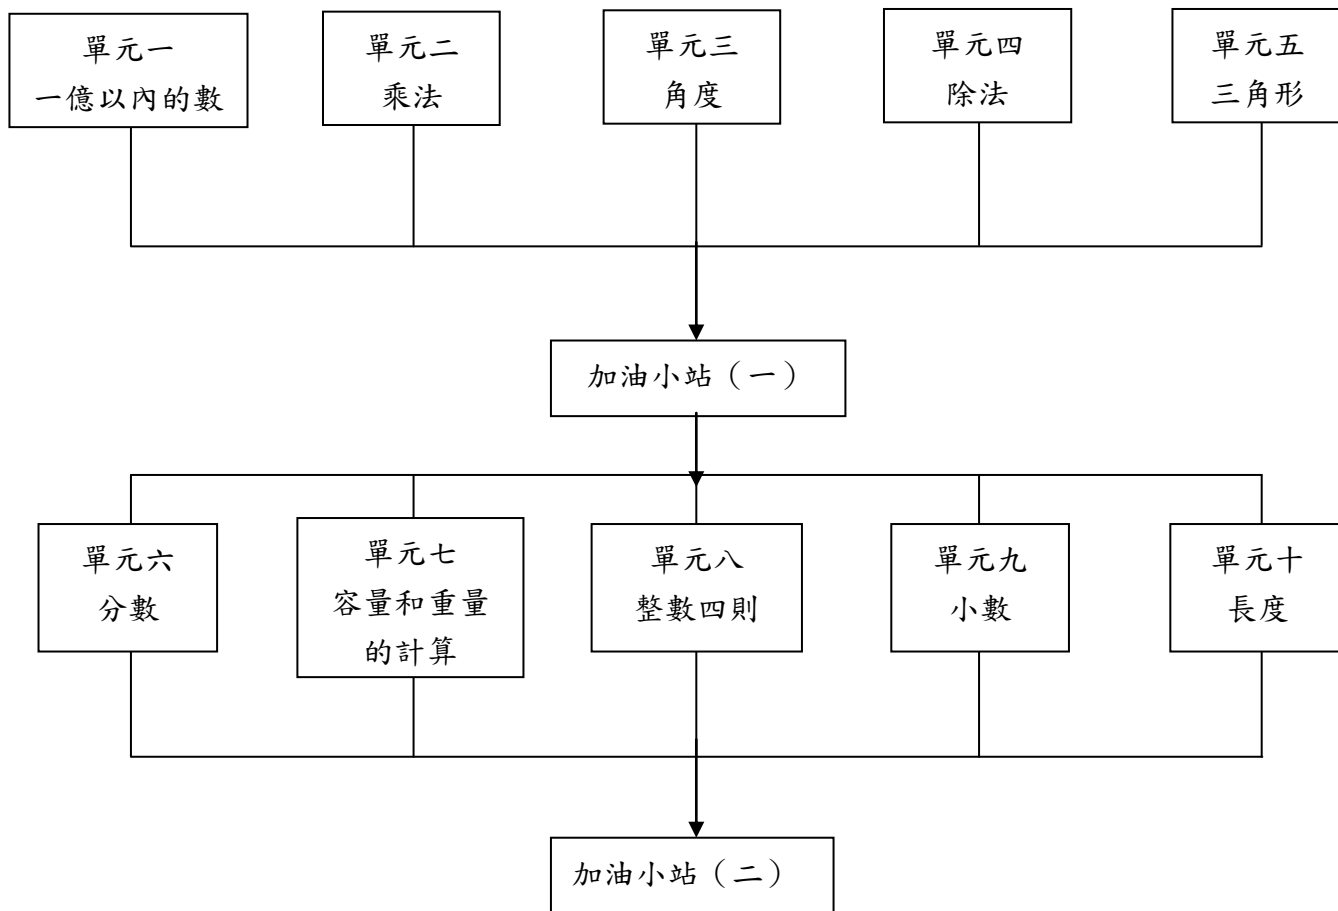 單元一
一億以內的數
單元二
乘法
單元三
角度
單元四
除法
單元五
三角形
加油小站（一）
單元六
分數
單元七
容量和重量
的計算
單元八
整數四則
單元九
小數
單元十
長度
加油小站（二）